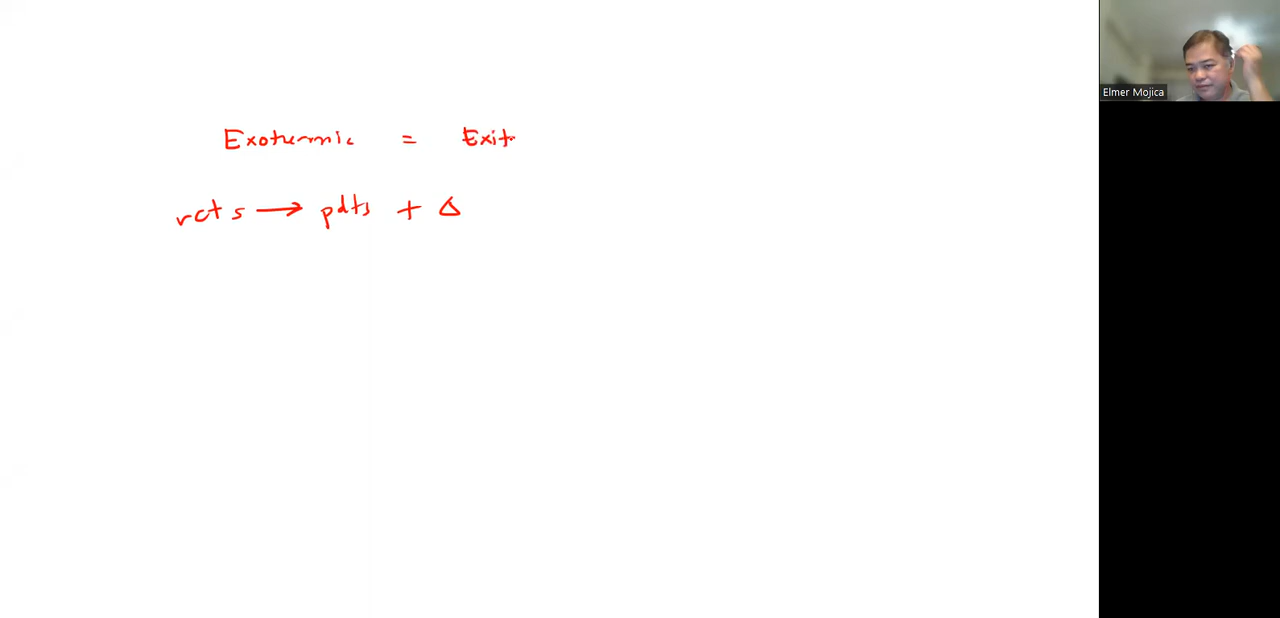 Elmer Mojica
Exothermic = Exit
rcts → pdts + Δ